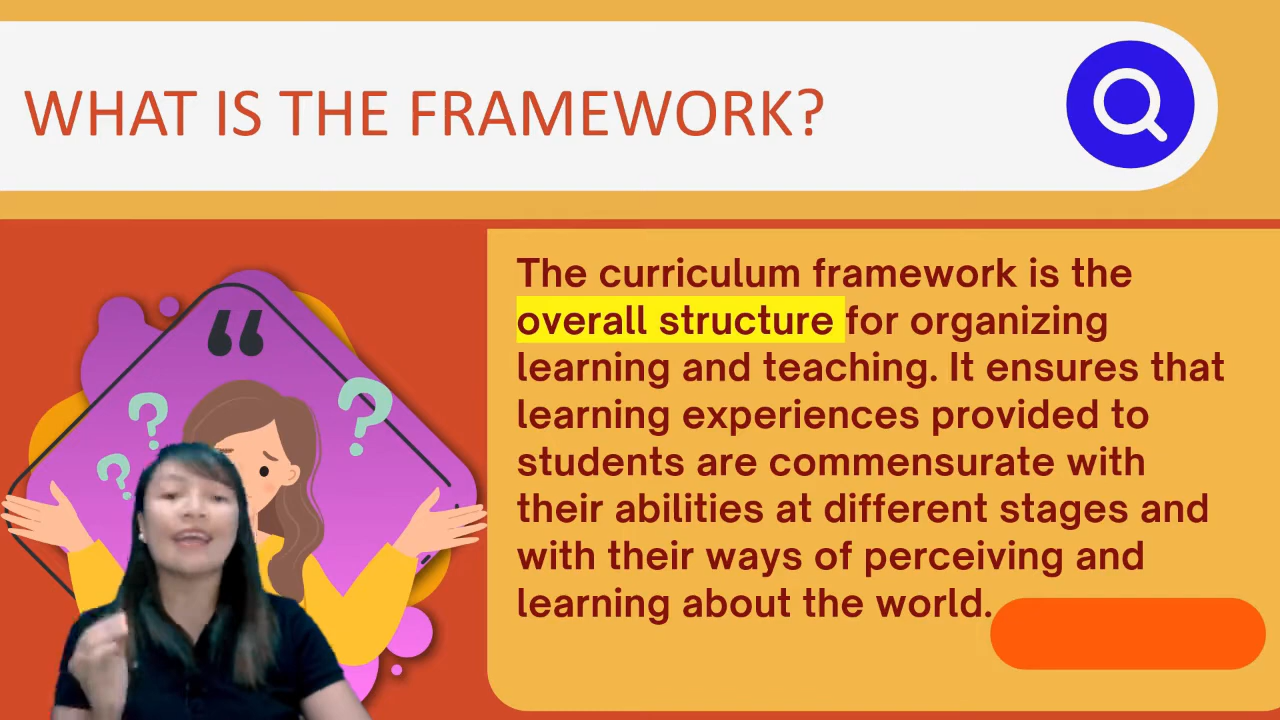 WHAT IS THE FRAMEWORK?
The curriculum framework is the
overall structure for organizing
learning and teaching. It ensures that
learning experiences provided to
students are commensurate with
their abilities at different stages and
with their ways of perceiving and
learning about the world.